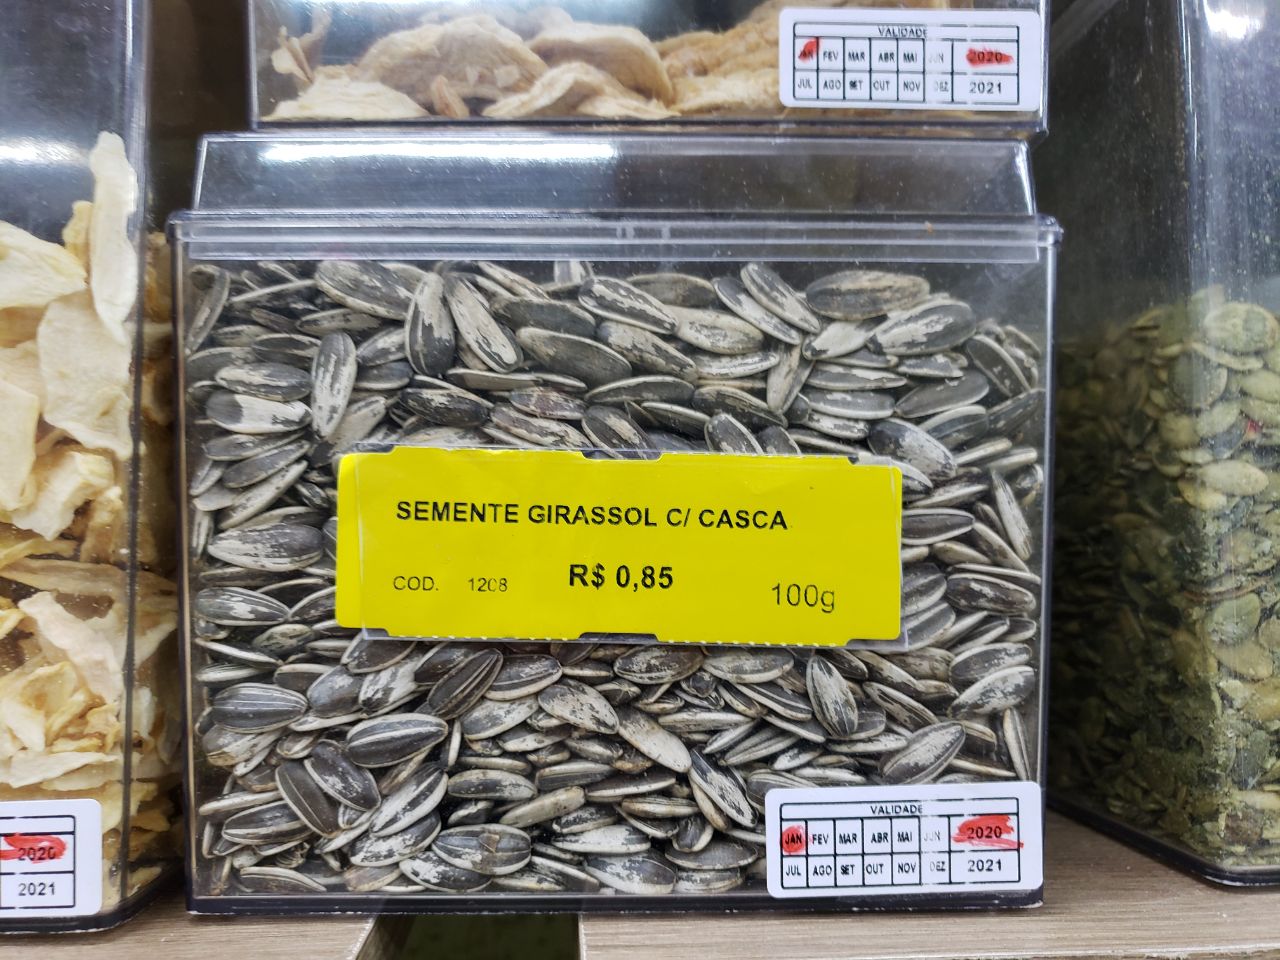 VALIDADE
JAN FEV MAR ABR MAI JUN 2020
JUL AGO SET OUT NOV DEZ 2021
SEMENTE GIRASSOL C/ CASCA
COD. 1208 R$ 0,85 100g
VALIDADE
JAN FEV MAR ABR MAI JUN 2020
JUL AGO SET OUT NOV DEZ 2021
2020
2021